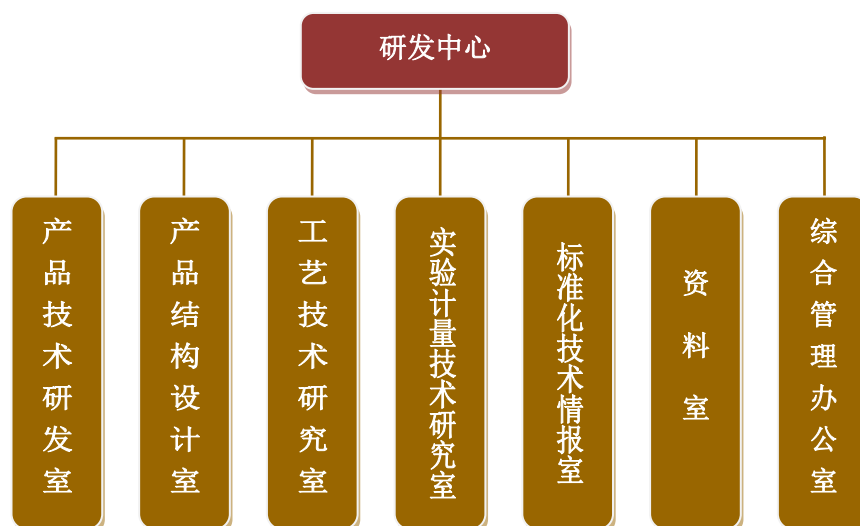 研发中心
产品技术研发室
产品结构设计室
工艺技术研究室
实验计量技术研究室
标准化技术情报室
资料室
综合管理办公室